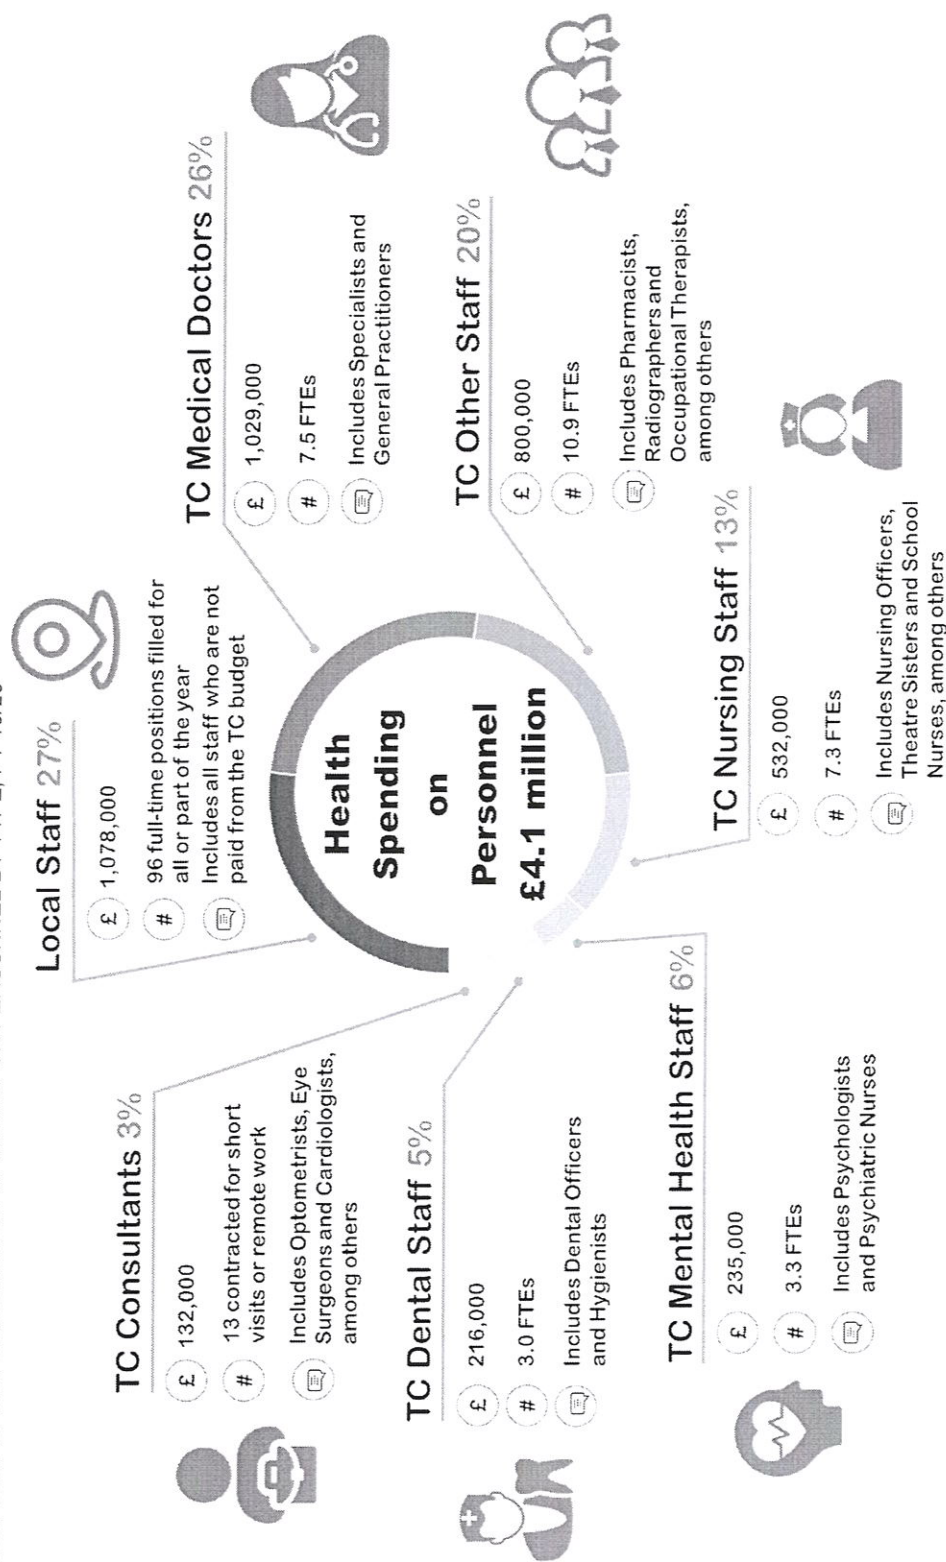 Local Staff 27%
£ 1,078,000
# 96 full-time positions filled for
all or part of the year
Includes all staff who are not
paid from the TC budget
TC Medical Doctors 26%
£ 1,029,000
# 7.5 FTEs
Includes Specialists and
General Practitioners
TC Other Staff 20%
£ 800,000
# 10.9 FTEs
Includes Pharmacists,
Radiographers and
Occupational Therapists,
among others
TC Nursing Staff 13%
£ 532,000
# 7.3 FTEs
Includes Nursing Officers,
Theatre Sisters and School
Nurses, among others
TC Mental Health Staff 6%
£ 235,000
# 3.3 FTEs
Includes Psychologists
and Psychiatric Nurses
TC Dental Staff 5%
£ 216,000
# 3.0 FTEs
Includes Dental Officers
and Hygienists
TC Consultants 3%
£ 132,000
# 13 contracted for short
visits or remote work
Includes Optometrists, Eye
Surgeons and Cardiologists,
among others
Health
Spending
on
Personnel
£4.1 million